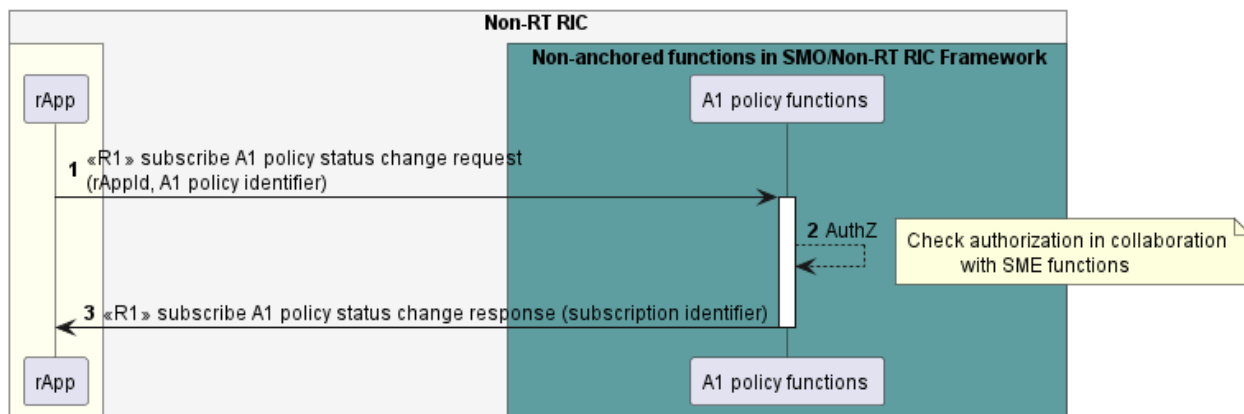 Non-RT RIC
Non-anchored functions in SMO/Non-RT RIC Framework
rApp
A1 policy functions
1 «R1» subscribe A1 policy status change request
(rAppId, A1 policy identifier)
2 AuthZ
Check authorization in collaboration
with SME functions
3 «R1» subscribe A1 policy status change response (subscription identifier)
rApp
A1 policy functions